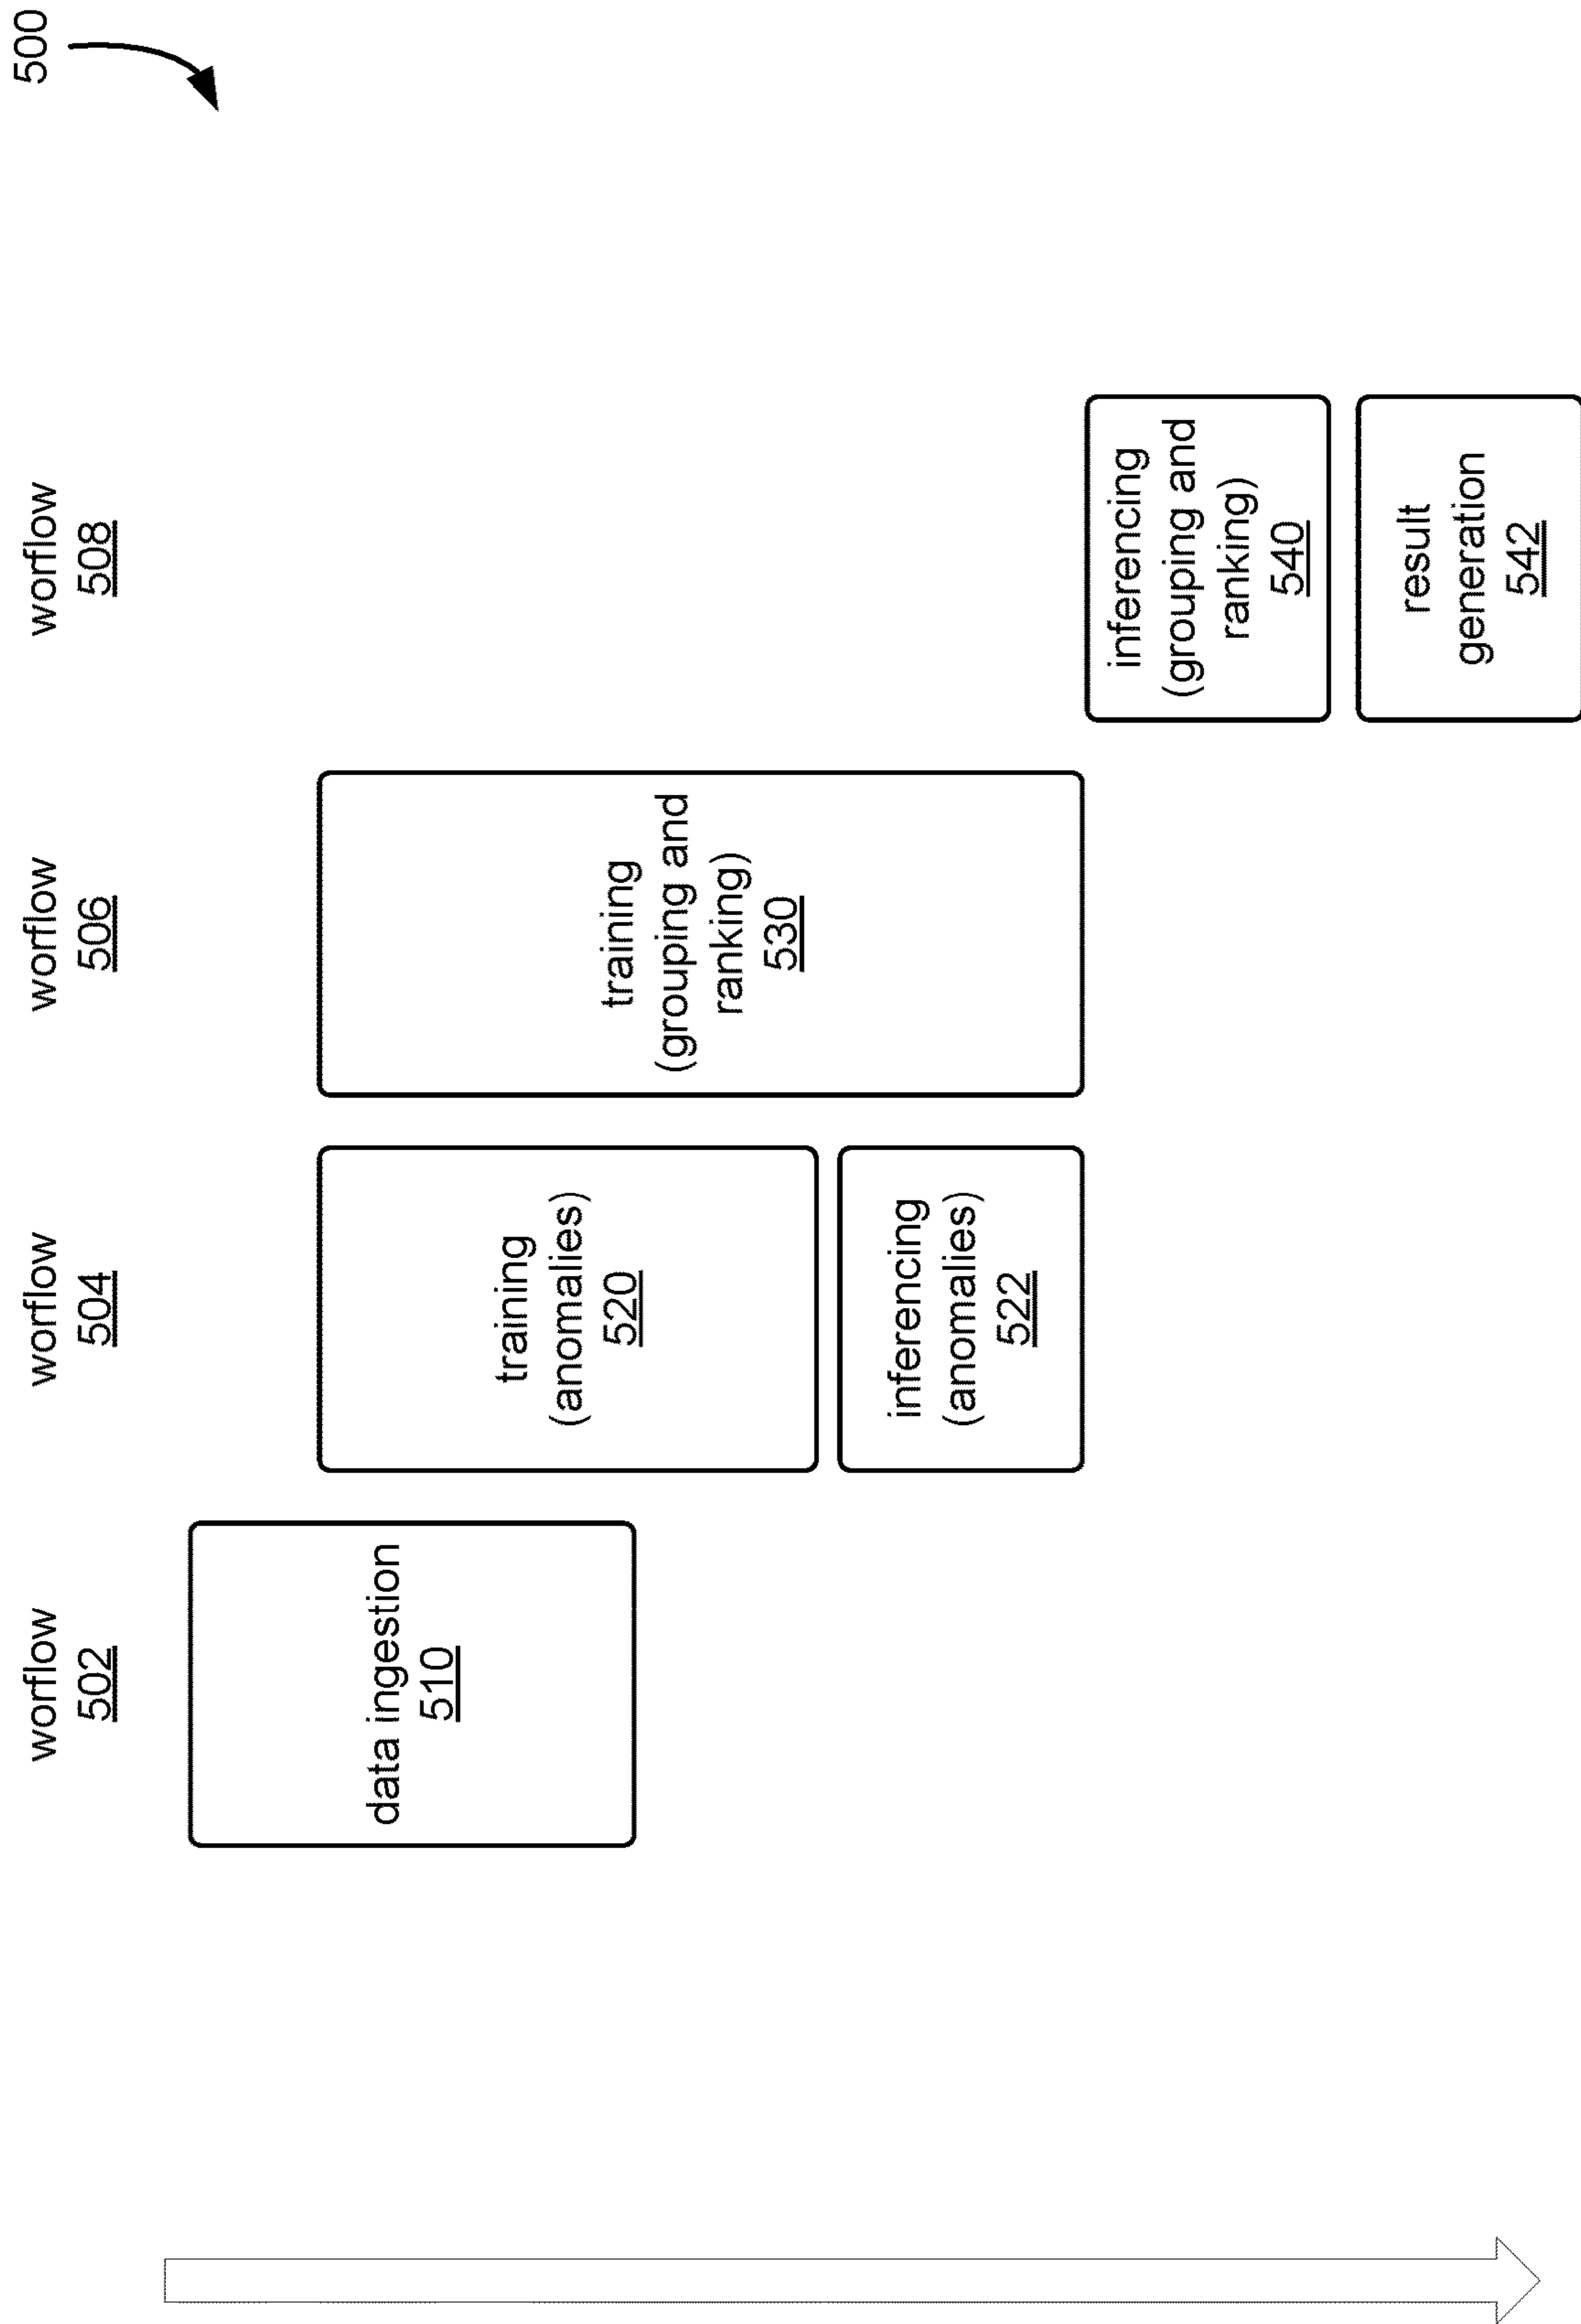 500
worflow
502
worflow
504
worflow
506
worflow
508
data ingestion
510
training
(anomalies)
520
inferencing
(anomalies)
522
training
(grouping and
ranking)
530
inferencing
(grouping and
ranking)
540
result
generation
542